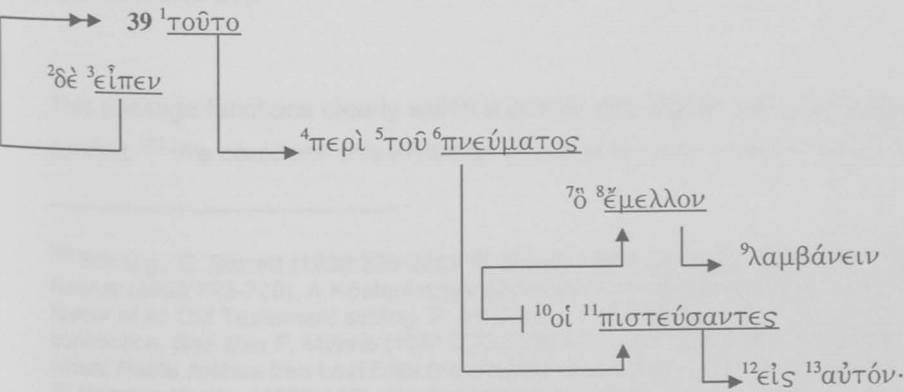 39 ¹τοῦτο
²δὲ ³εἶπεν
⁴περὶ ⁵τοῦ ⁶πνεύματος
⁷ὃ ⁸ἔμελλον
⁹λαμβάνειν
¹⁰οἱ ¹¹πιστεύσαντες
¹²εἰς ¹³αὐτόν·